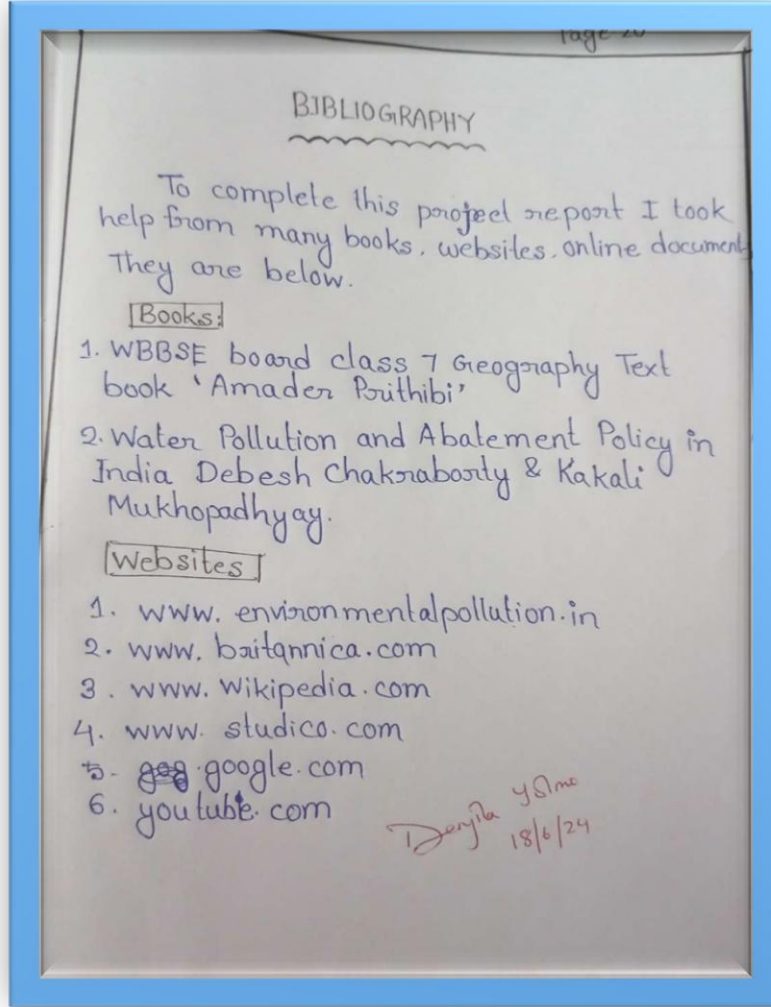 Page 20
BIBLIOGRAPHY
To complete this project report I took
help from many books, websites, online document
They are below.
Books:
1. WBBSE board class 7 Geography Text
book 'Amader Prithibi'
2. Water Pollution and Abatement Policy in
India Debesh Chakraborty & Kakali
Mukhopadhyay.
Websites
1. www. environmentalpollution.in
2. www. britannica.com
3. www. Wikipedia.com
4. www. studico.com
5. google.com
6. youtube.com
18/6/24